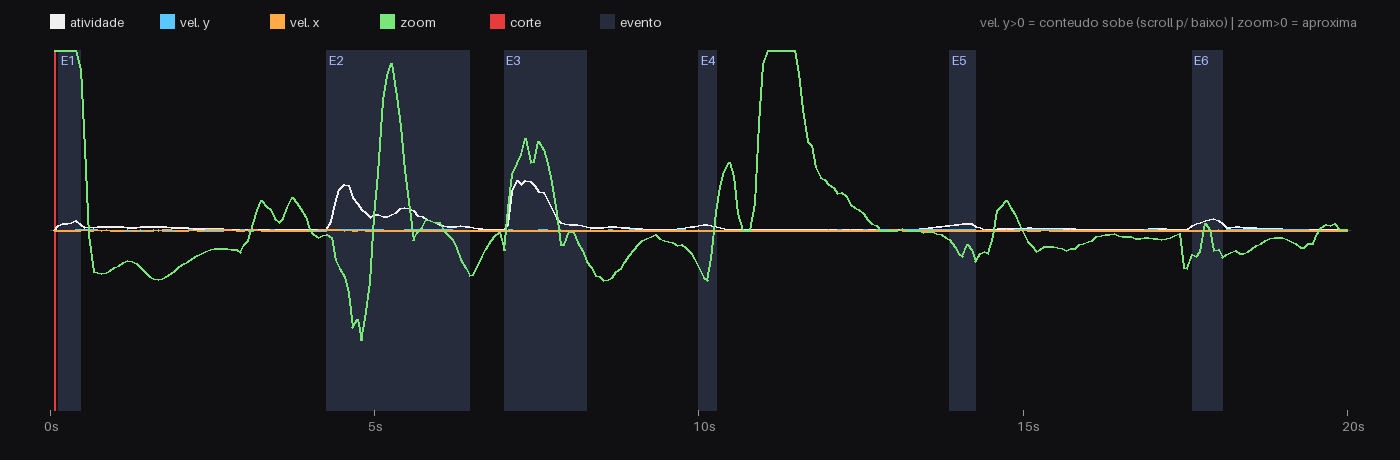 atividade vel. y vel. x zoom corte evento vel. y>0 = conteudo sobe (scroll p/ baixo) | zoom>0 = aproxima
E1 E2 E3 E4 E5 E6
0s 5s 10s 15s 20s